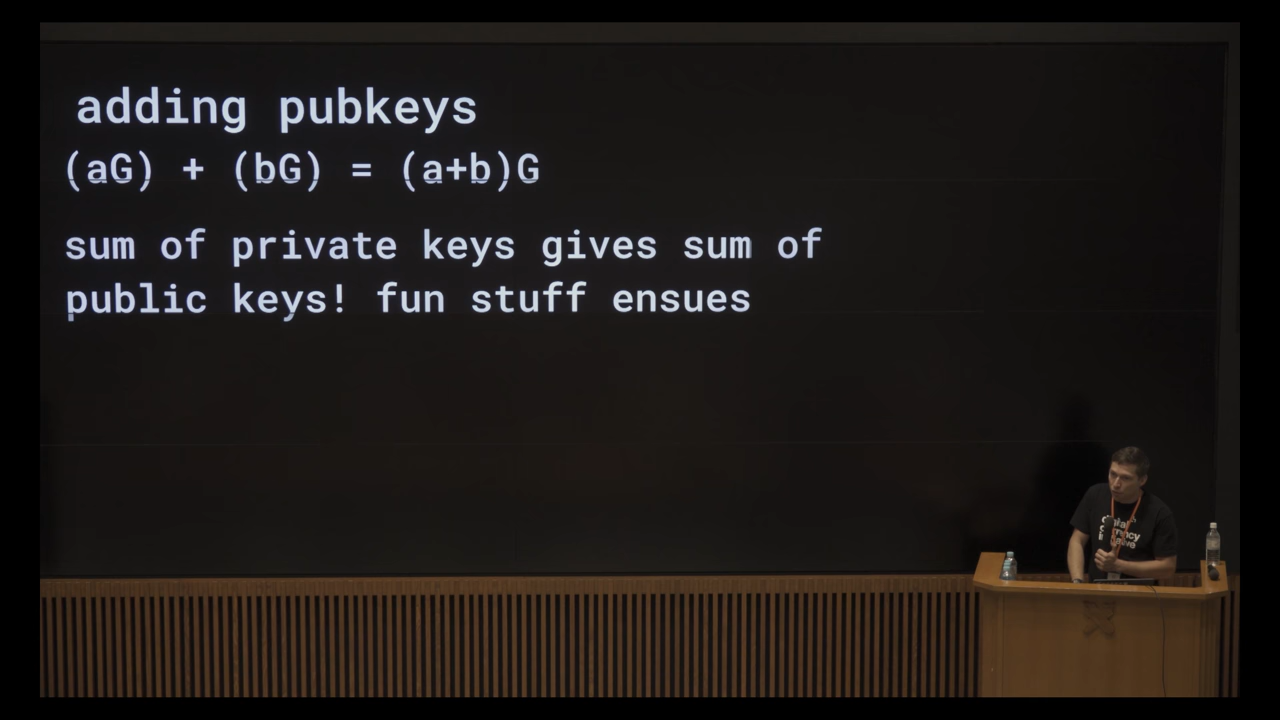 adding pubkeys
(aG) + (bG) = (a+b)G
sum of private keys gives sum of
public keys! fun stuff ensues